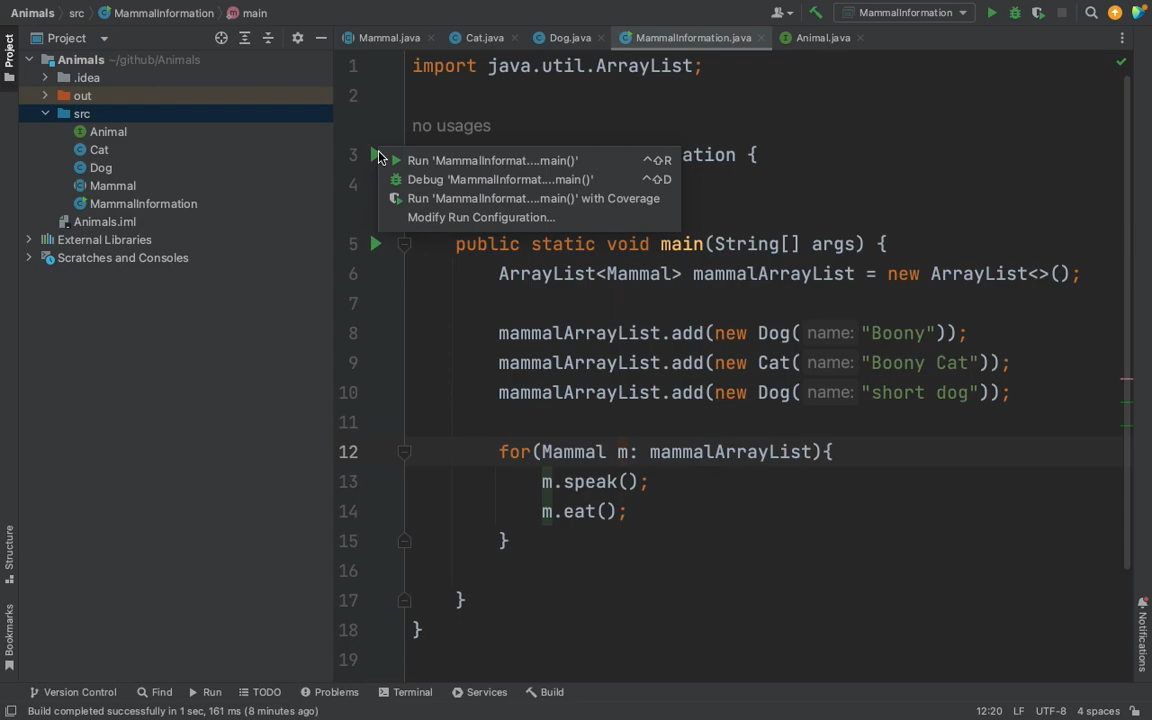 Animals src MammalInformation main MammalInformation
Project Mammal.java Cat.java Dog.java MammalInformation.java Animal.java
Project
Animals ~/github/Animals
.idea
out
src
Animal
Cat
Dog
Mammal
MammalInformation
Animals.iml
External Libraries
Scratches and Consoles
Structure
Bookmarks
1 import java.util.ArrayList;
2
no usages
3 ation {
Run 'MammalInformat....main()' ^⇧R
Debug 'MammalInformat....main()' ^⇧D
Run 'MammalInformat....main()' with Coverage
Modify Run Configuration...
4
5 public static void main(String[] args) {
6 ArrayList<Mammal> mammalArrayList = new ArrayList<>();
7
8 mammalArrayList.add(new Dog( name: "Boony"));
9 mammalArrayList.add(new Cat( name: "Boony Cat"));
10 mammalArrayList.add(new Dog( name: "short dog"));
11
12 for(Mammal m: mammalArrayList){
13 m.speak();
14 m.eat();
15 }
16
17 }
18 }
19
Notifications
Version Control Find Run TODO Problems Terminal Services Build
Build completed successfully in 1 sec, 161 ms (8 minutes ago) 12:20 LF UTF-8 4 spaces